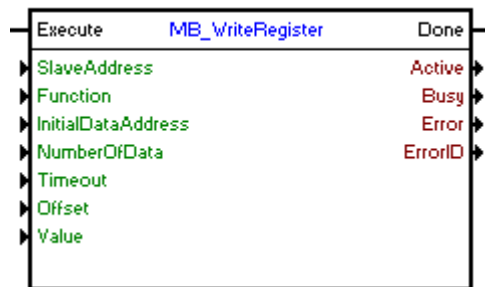 Execute MB_WriteRegister Done
SlaveAddress Active
Function Busy
InitialDataAddress Error
NumberOfData ErrorID
Timeout
Offset
Value